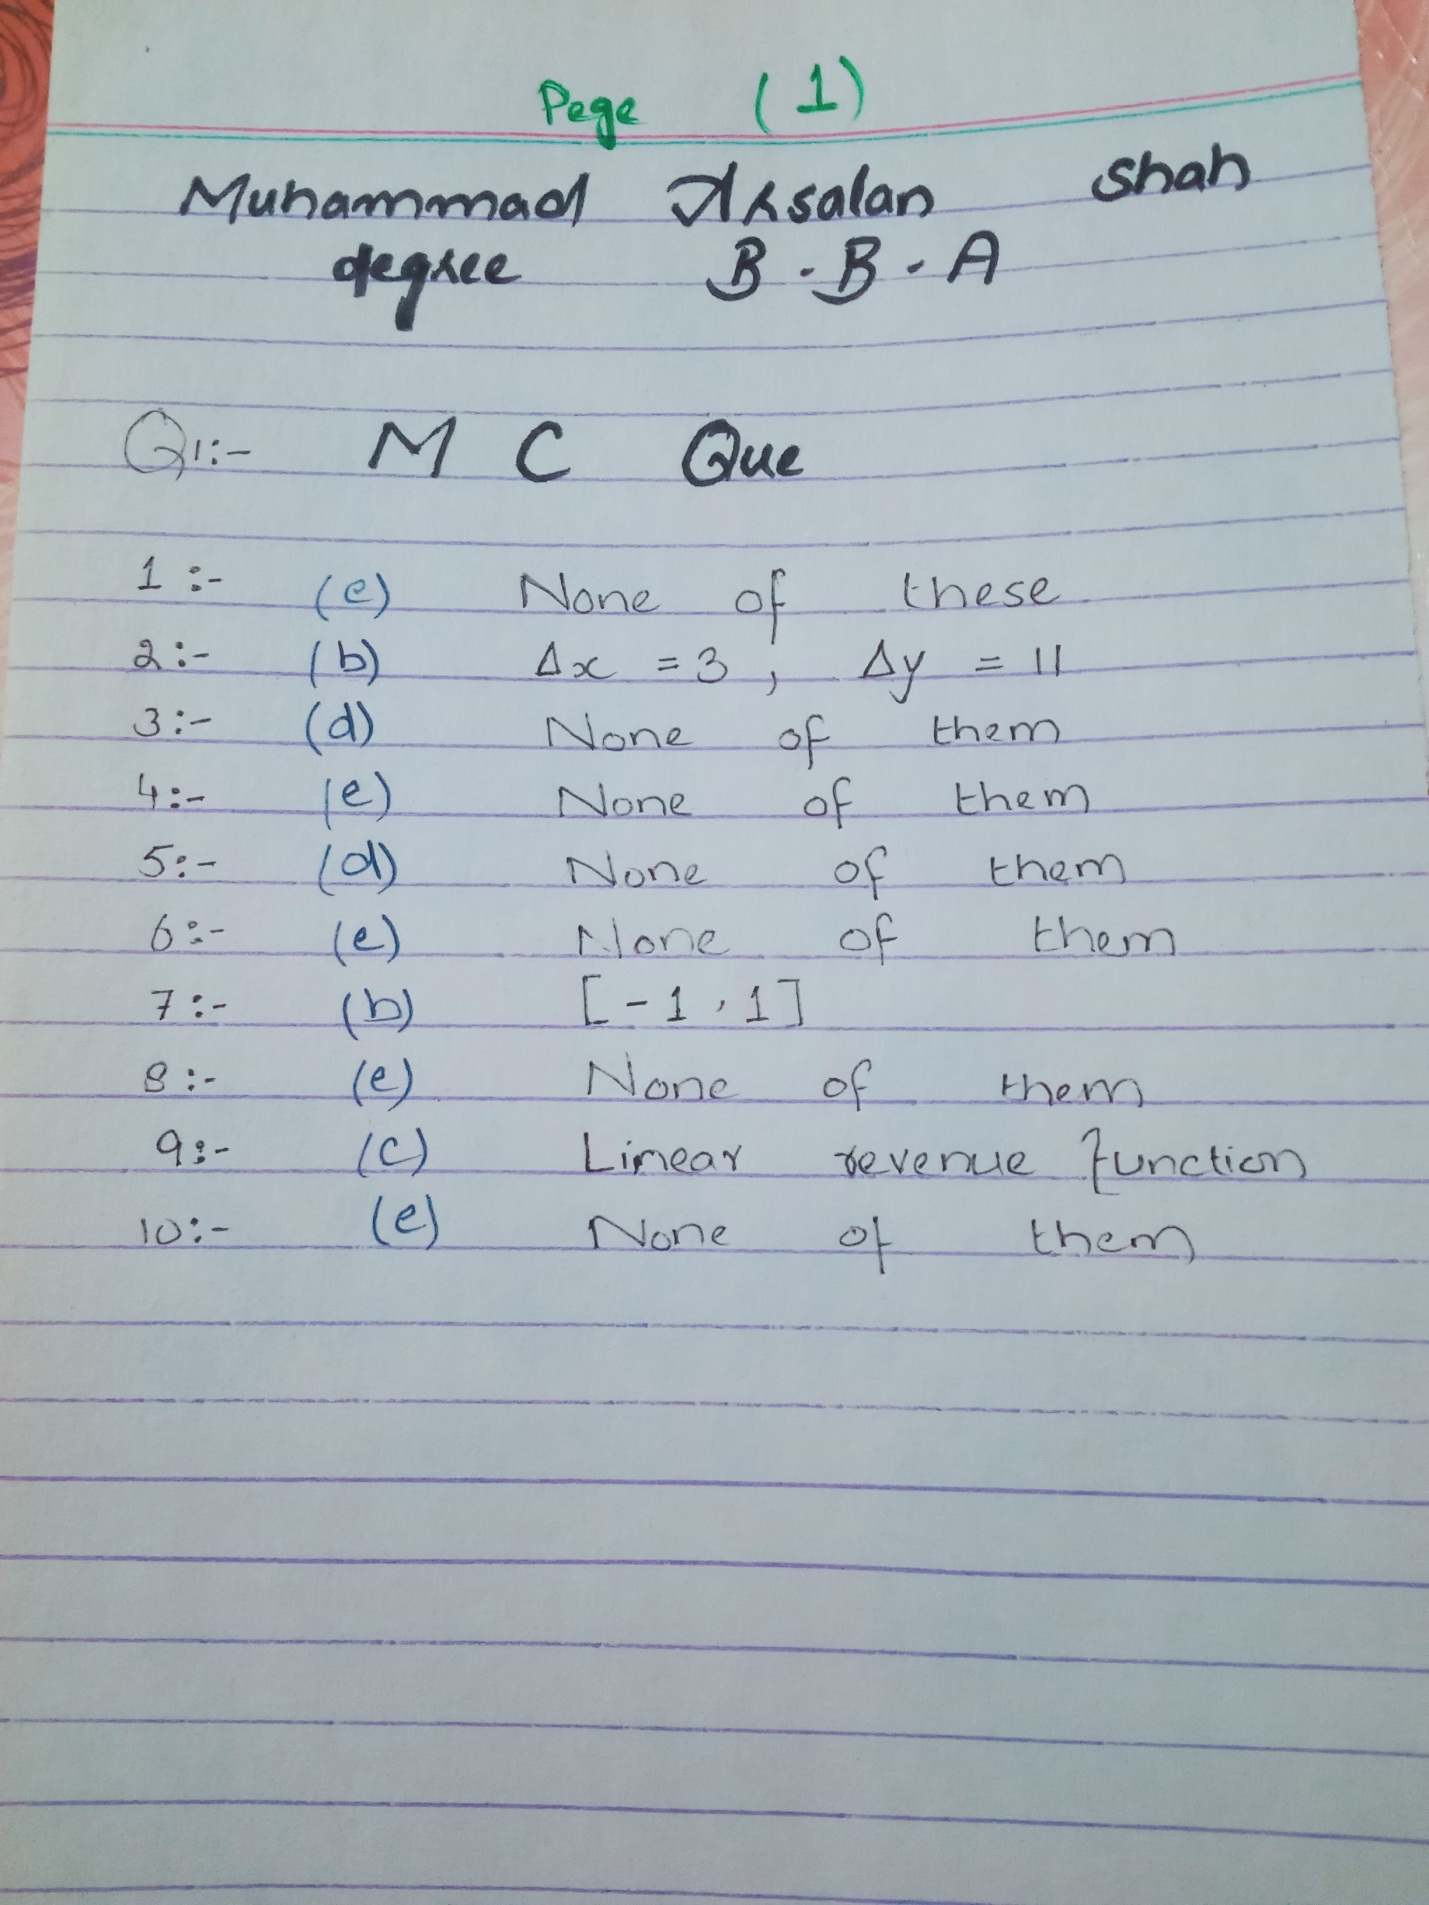 Page (1)
Muhammad Arsalan Shah
degree B.B.A
Q1:- M C Que
1:- (e) None of these
2:- (b) Δx = 3, Δy = 11
3:- (d) None of them
4:- (e) None of them
5:- (d) None of them
6:- (e) None of them
7:- (b) [-1, 1]
8:- (e) None of them
9:- (c) Linear revenue function
10:- (e) None of them